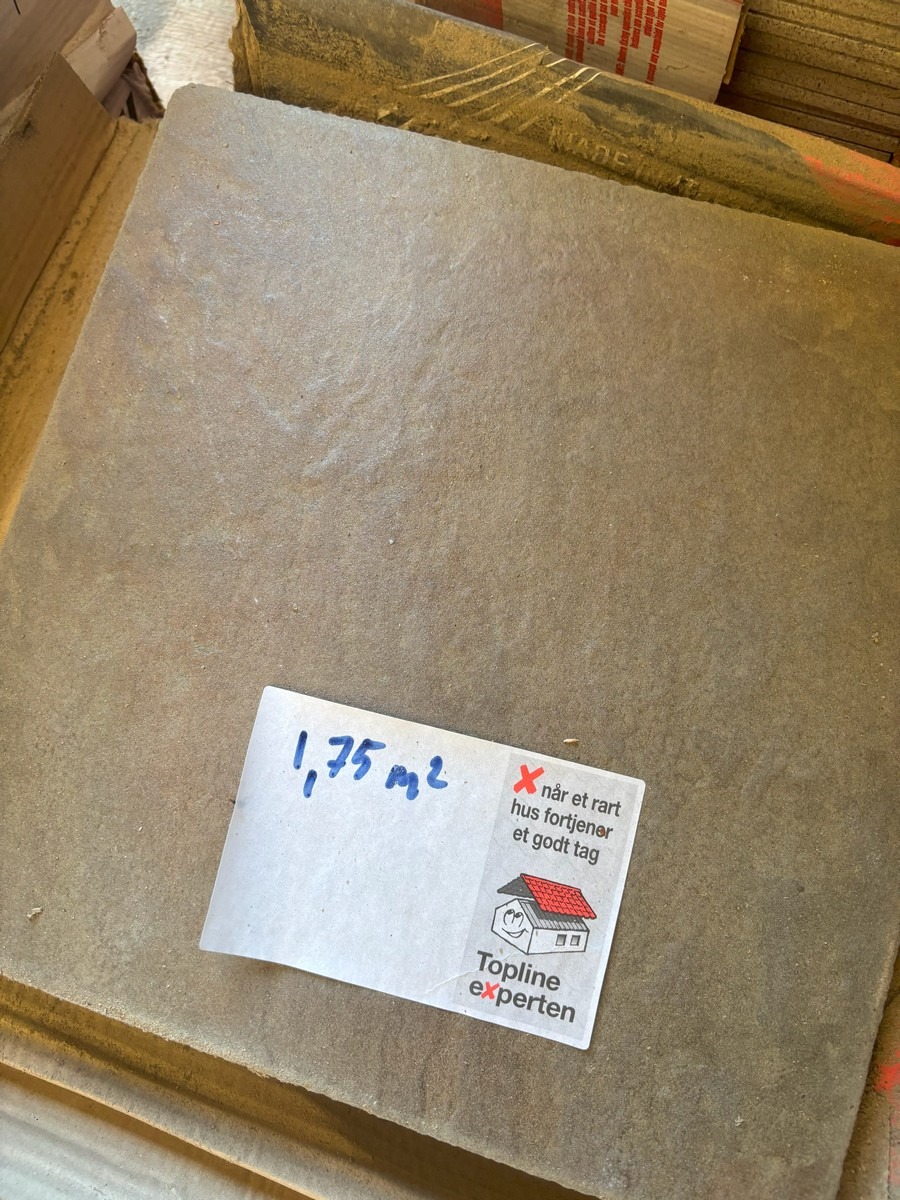 1,75 m²
X når et rart
hus fortjener
et godt tag
Topline
experten